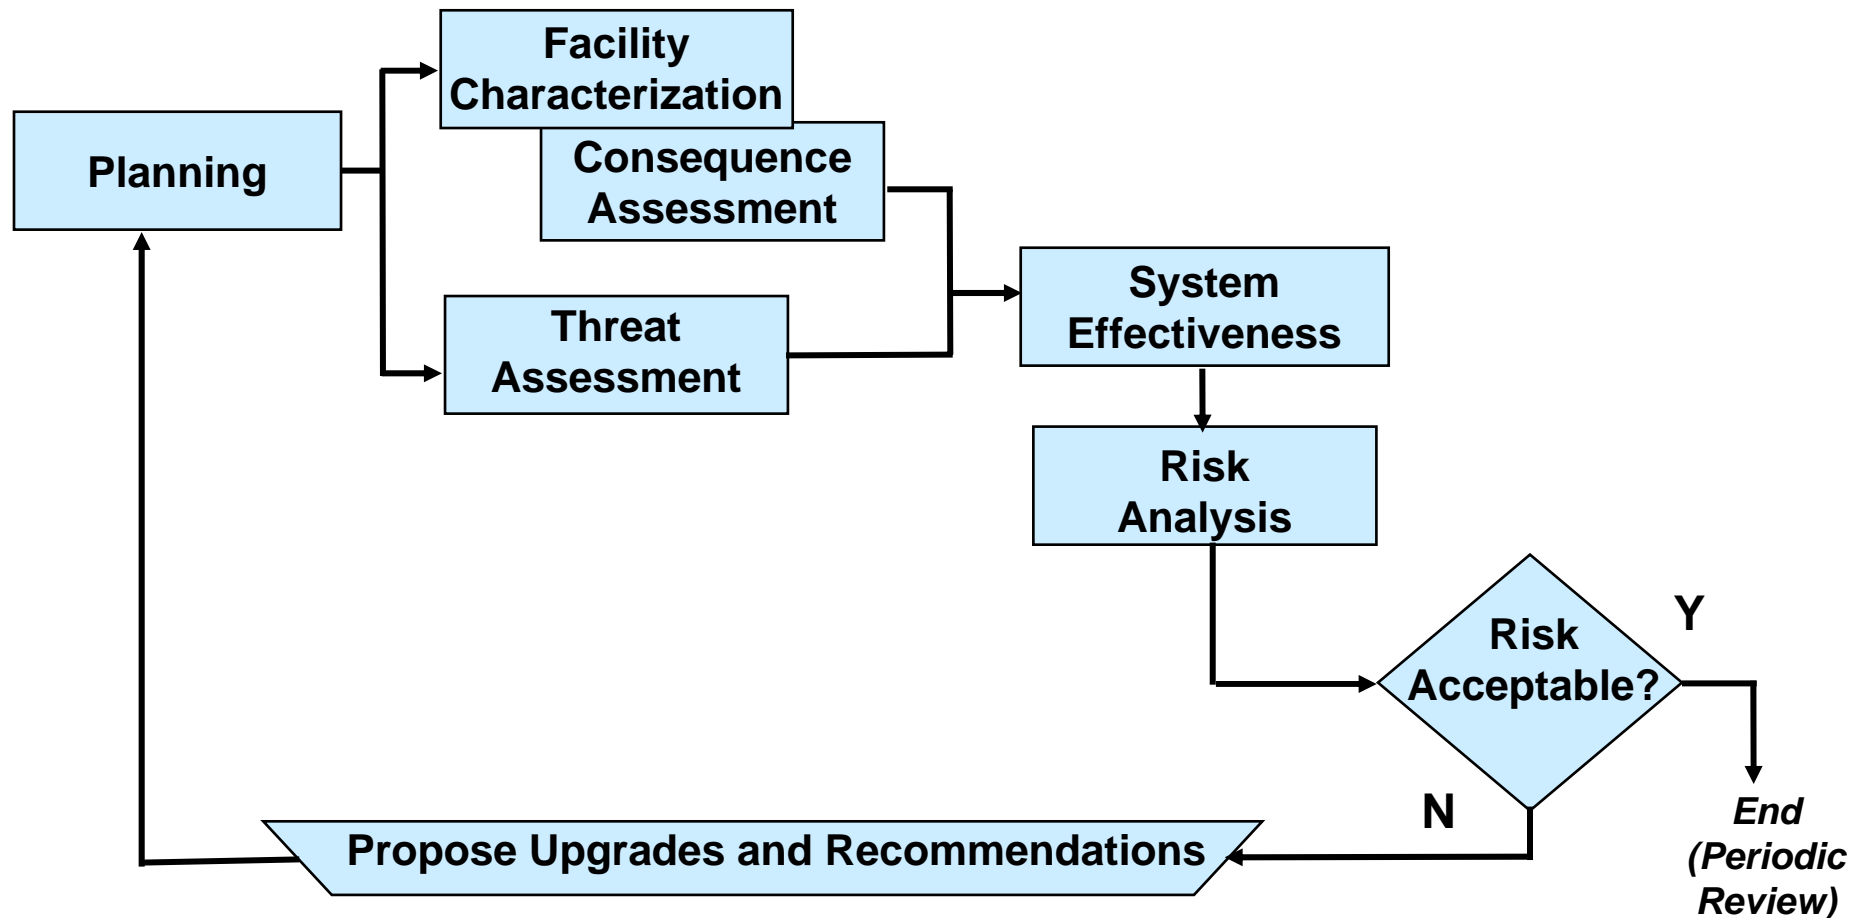 Facility
Characterization
Planning
Consequence
Assessment
Threat
Assessment
System
Effectiveness
Risk
Analysis
Risk
Acceptable?
Y
N
End
(Periodic
Review)
Propose Upgrades and Recommendations